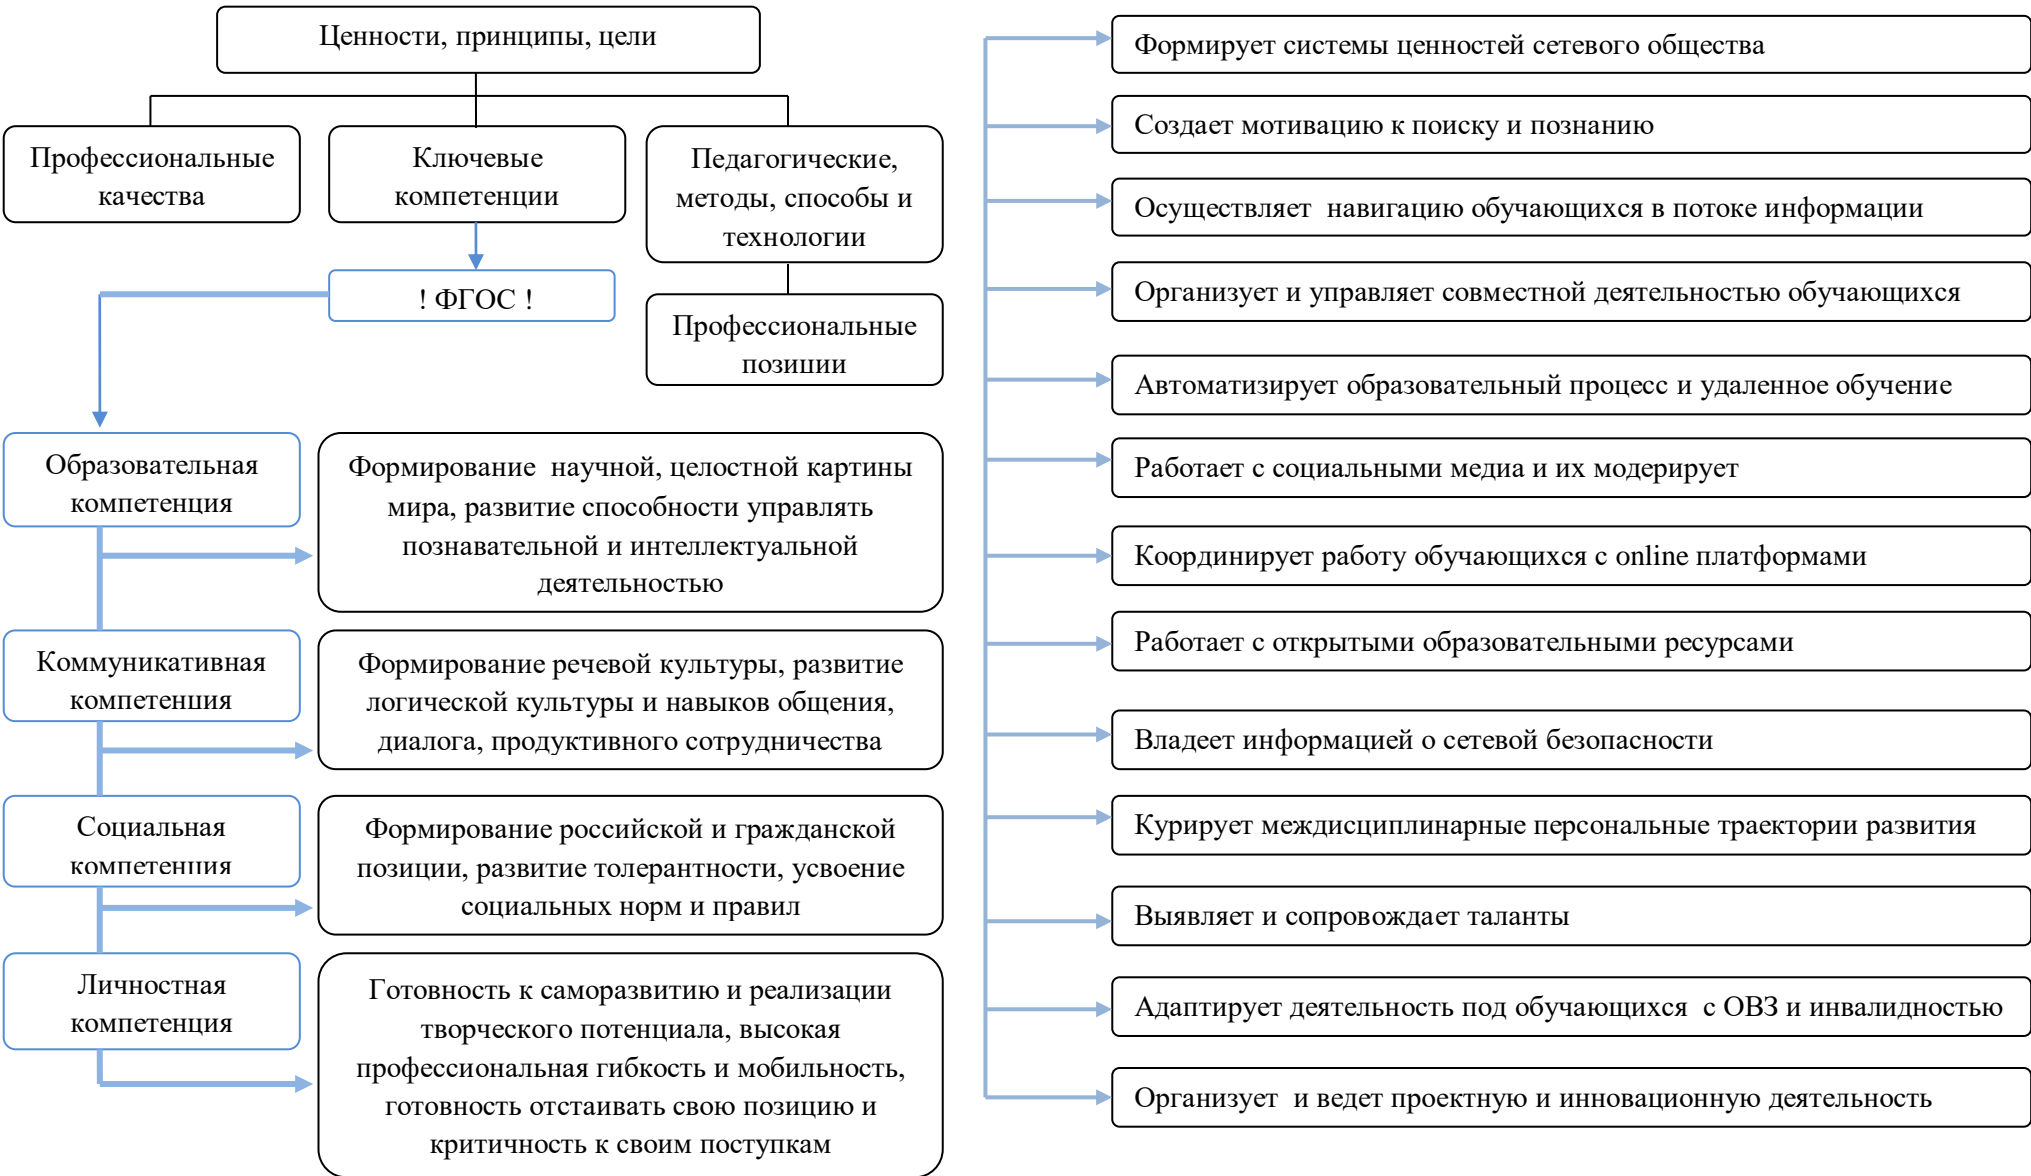 Ценности, принципы, цели
Профессиональные
качества
Ключевые
компетенции
Педагогические,
методы, способы и
технологии
! ФГОС !
Профессиональные
позиции
Образовательная
компетенция
Формирование  научной, целостной картины
мира, развитие способности управлять
познавательной и интеллектуальной
деятельностью
Коммуникативная
компетенция
Формирование речевой культуры, развитие
логической культуры и навыков общения,
диалога, продуктивного сотрудничества
Социальная
компетенция
Формирование российской и гражданской
позиции, развитие толерантности, усвоение
социальных норм и правил
Личностная
компетенция
Готовность к саморазвитию и реализации
творческого потенциала, высокая
профессиональная гибкость и мобильность,
готовность отстаивать свою позицию и
критичность к своим поступкам
Формирует системы ценностей сетевого общества
Создает мотивацию к поиску и познанию
Осуществляет  навигацию обучающихся в потоке информации
Организует и управляет совместной деятельностью обучающихся
Автоматизирует образовательный процесс и удаленное обучение
Работает с социальными медиа и их модерирует
Координирует работу обучающихся с online платформами
Работает с открытыми образовательными ресурсами
Владеет информацией о сетевой безопасности
Курирует междисциплинарные персональные траектории развития
Выявляет и сопровождает таланты
Адаптирует деятельность под обучающихся  с ОВЗ и инвалидностью
Организует  и ведет проектную и инновационную деятельность